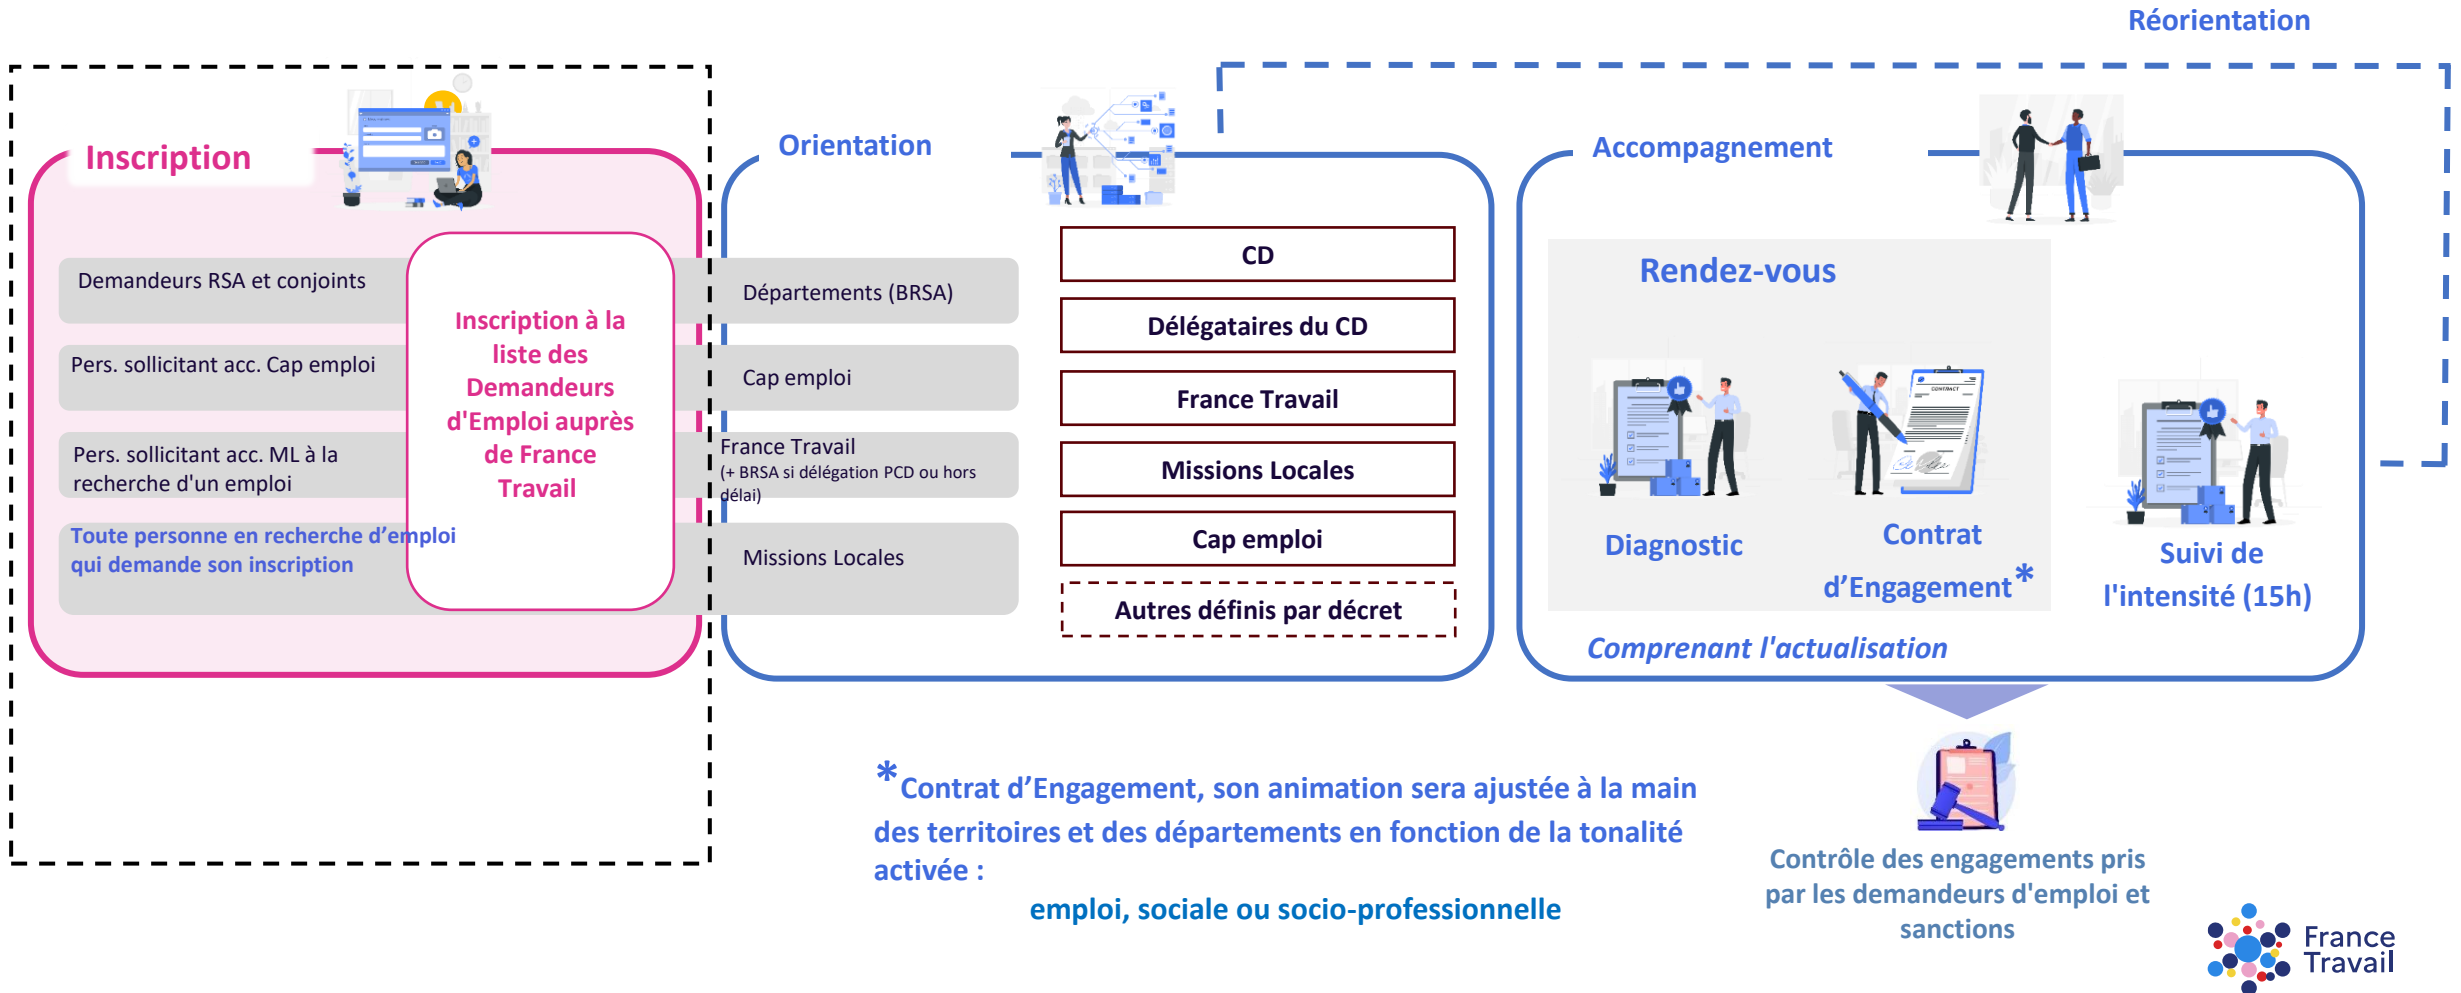 Réorientation
Inscription
Demandeurs RSA et conjoints
Pers. sollicitant acc. Cap emploi
Pers. sollicitant acc. ML à la
recherche d'un emploi
Toute personne en recherche d’emploi
qui demande son inscription
Inscription à la
liste des
Demandeurs
d'Emploi auprès
de France
Travail
Orientation
Départements (BRSA)
Cap emploi
France Travail
(+ BRSA si délégation PCD ou hors
délai)
Missions Locales
CD
Délégataires du CD
France Travail
Missions Locales
Cap emploi
Autres définis par décret
Accompagnement
Rendez-vous
Diagnostic
CONTRACT
Contrat
d’Engagement*
Suivi de
l'intensité (15h)
Comprenant l'actualisation
*Contrat d’Engagement, son animation sera ajustée à la main
des territoires et des départements en fonction de la tonalité
activée :
emploi, sociale ou socio-professionnelle
Contrôle des engagements pris
par les demandeurs d'emploi et
sanctions
France
Travail